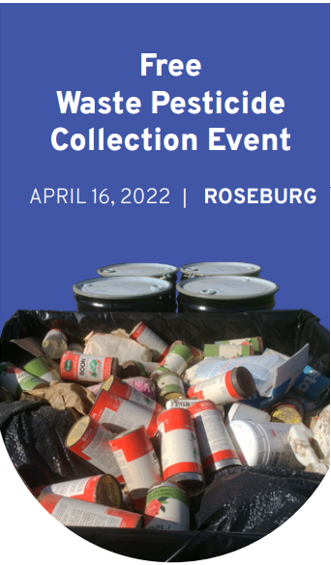 Free
Waste Pesticide
Collection Event
APRIL 16, 2022 | ROSEBURG